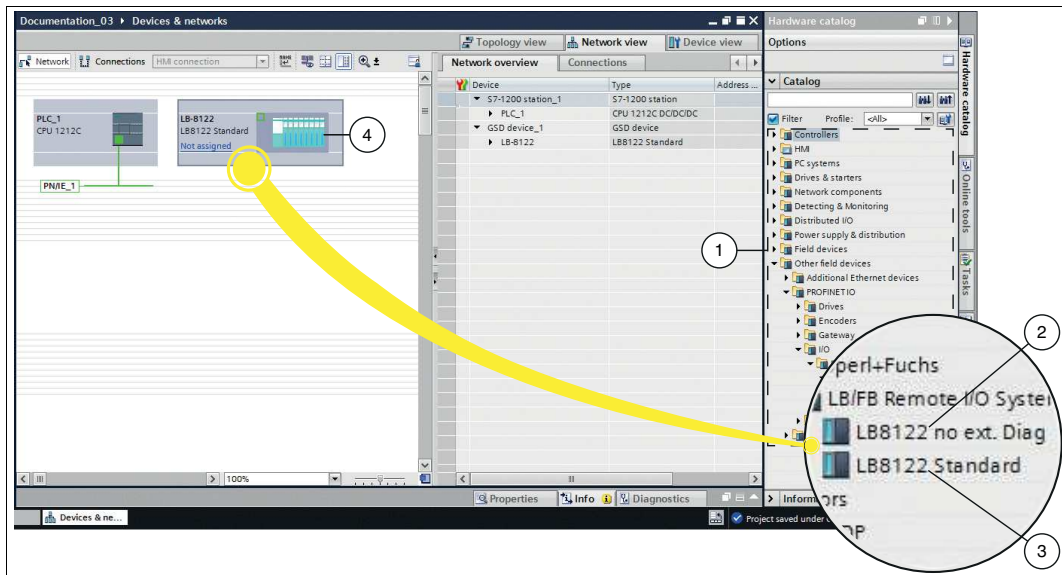 Documentation_03 ▸ Devices & networks
Topology view Network view Device view
Network Connections HMI connection
Network overview Connections
Device Type Address ...
S7-1200 station_1 S7-1200 station
PLC_1 CPU 1212C DC/DC/DC
GSD device_1 GSD device
LB-8122 LB8122 Standard
PLC_1
CPU 1212C
LB-8122
LB8122 Standard
Not assigned
4
PN/IE_1
100%
Properties Info Diagnostics
Devices & ne...
Project saved under
Hardware catalog
Options
Catalog
Filter Profile: <All>
Controllers
HMI
PC systems
Drives & starters
Network components
Detecting & Monitoring
Distributed I/O
Power supply & distribution
Field devices
Other field devices
Additional Ethernet devices
PROFINET IO
Drives
Encoders
Gateway
I/O
1
perl+Fuchs
LB/FB Remote I/O System
LB8122 no ext. Diag
LB8122 Standard
ors
DP
2
3
Inform
Hardware catalog
Online tools
Tasks